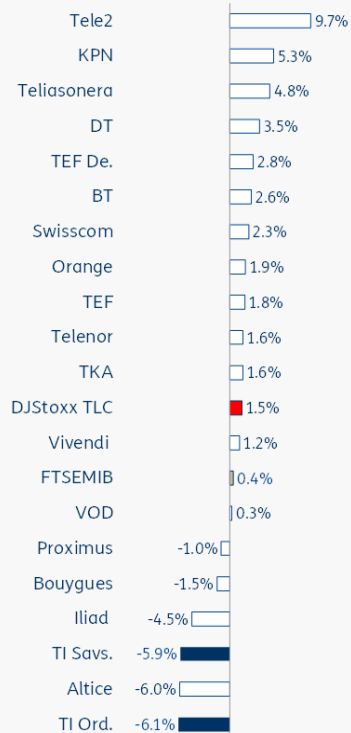 Tele2 9.7%
KPN 5.3%
Teliasonera 4.8%
DT 3.5%
TEF De. 2.8%
BT 2.6%
Swisscom 2.3%
Orange 1.9%
TEF 1.8%
Telenor 1.6%
TKA 1.6%
DJStoxx TLC 1.5%
Vivendi 1.2%
FTSEMIB 0.4%
VOD 0.3%
Proximus -1.0%
Bouygues -1.5%
Iliad -4.5%
TI Savs. -5.9%
Altice -6.0%
TI Ord. -6.1%